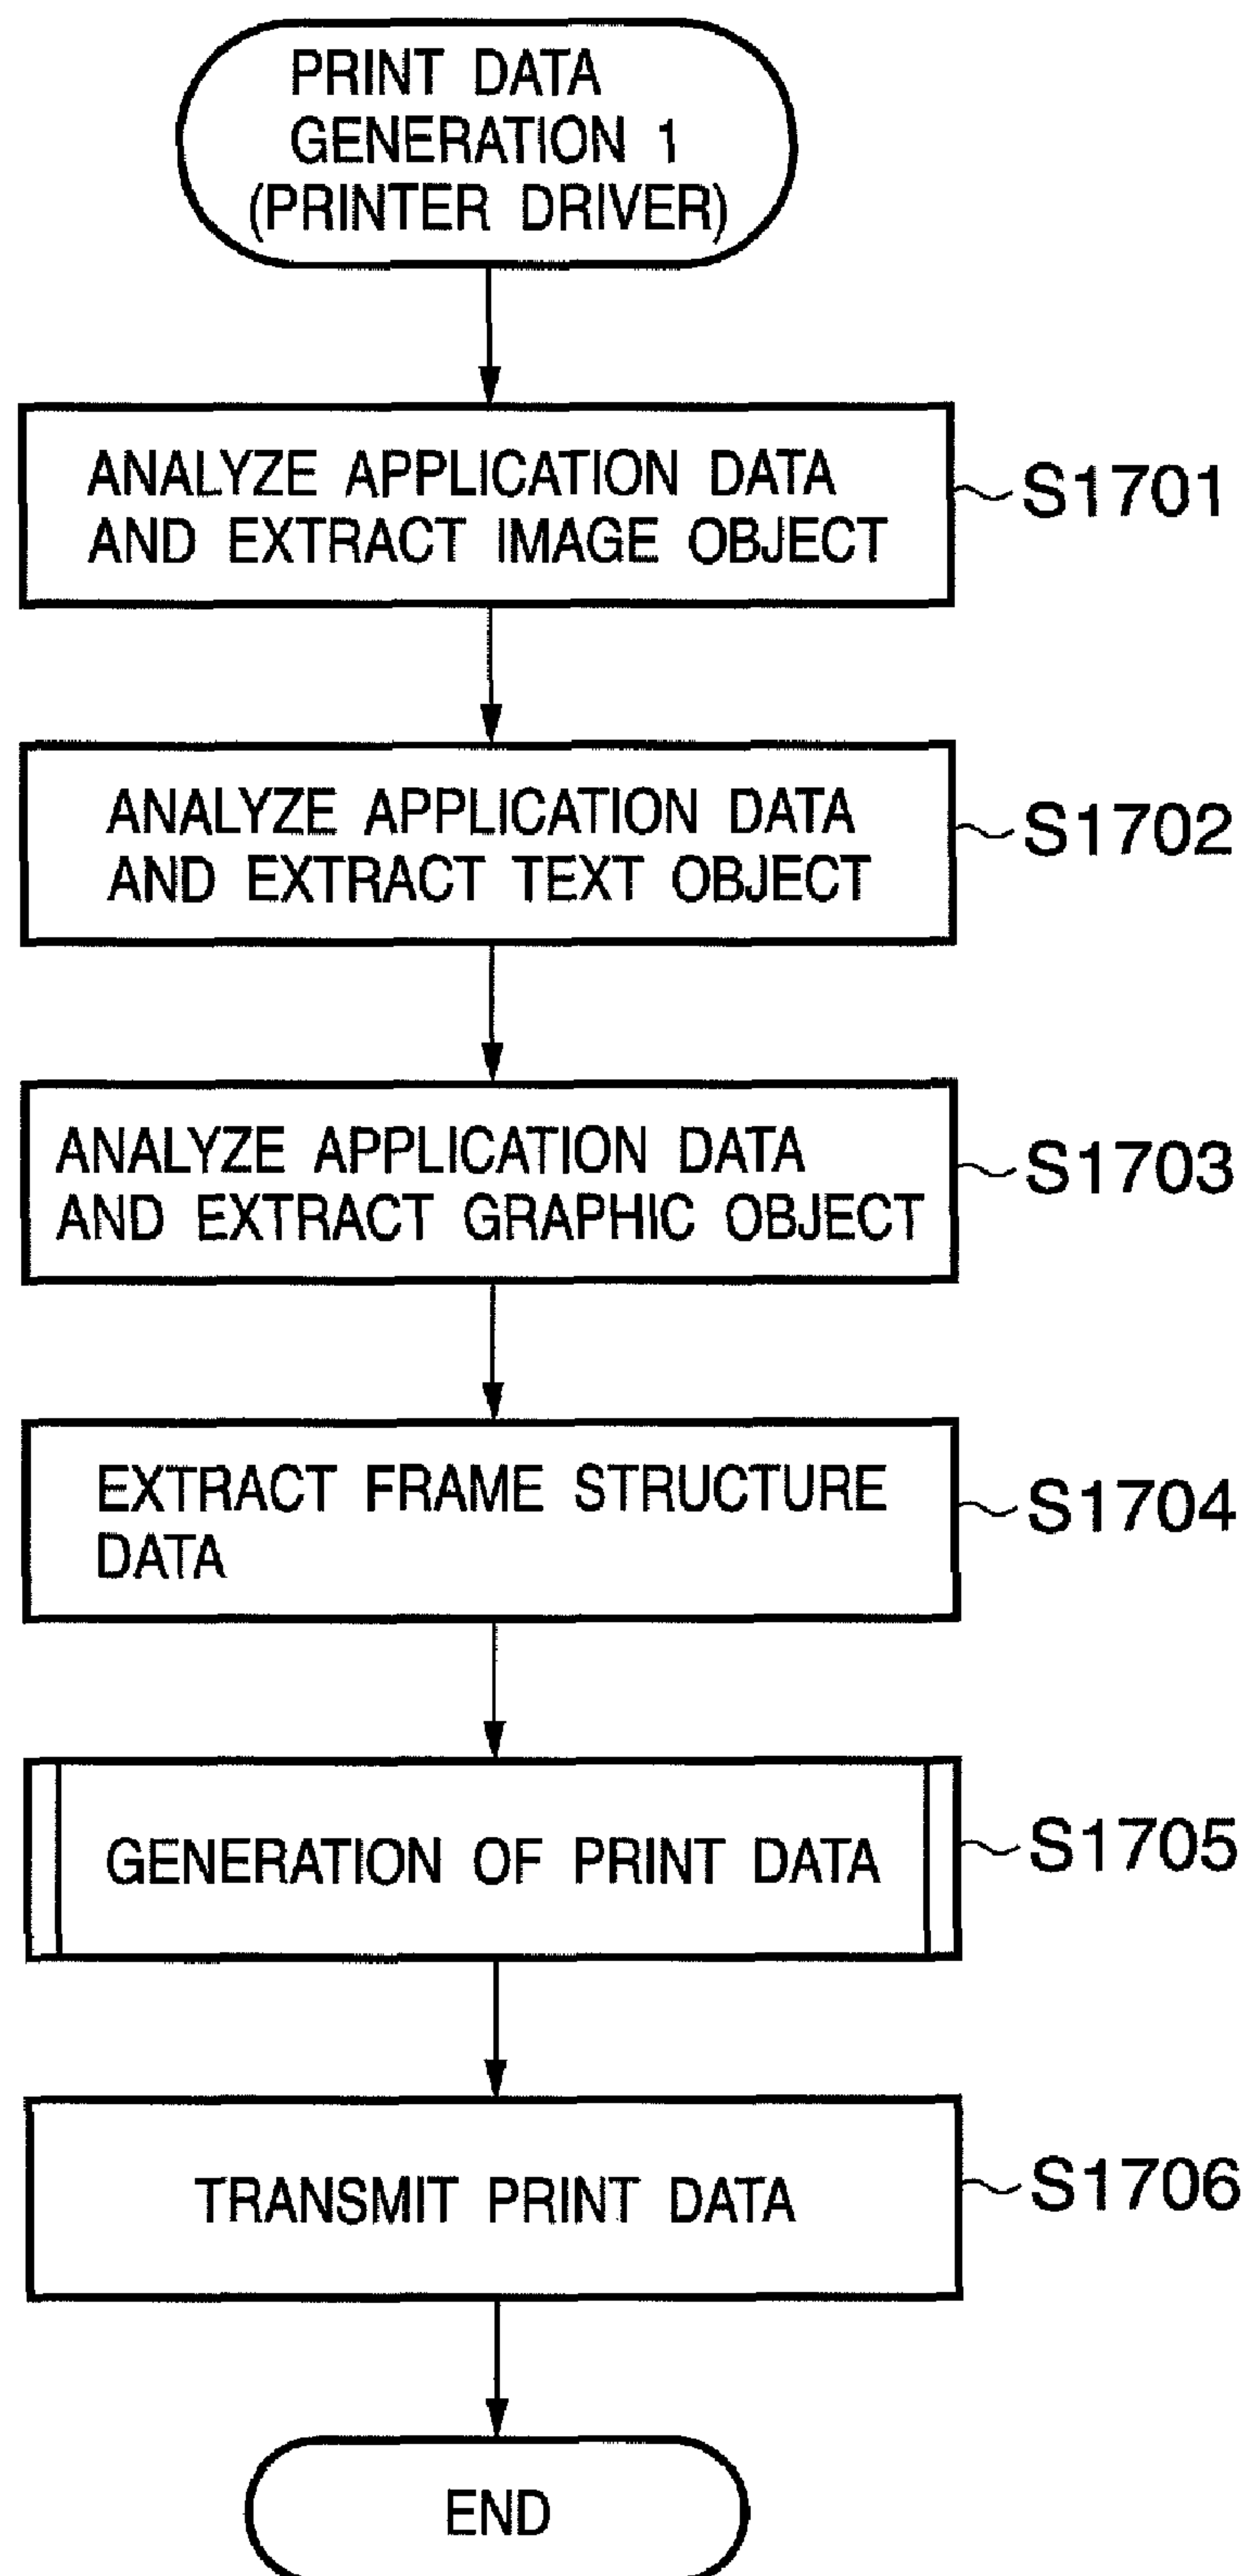 PRINT DATA
GENERATION 1
(PRINTER DRIVER)
ANALYZE APPLICATION DATA
AND EXTRACT IMAGE OBJECT
S1701
ANALYZE APPLICATION DATA
AND EXTRACT TEXT OBJECT
S1702
ANALYZE APPLICATION DATA
AND EXTRACT GRAPHIC OBJECT
S1703
EXTRACT FRAME STRUCTURE
DATA
S1704
GENERATION OF PRINT DATA
S1705
TRANSMIT PRINT DATA
S1706
END